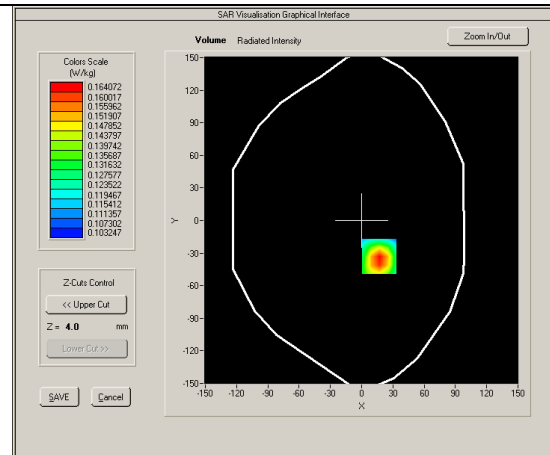 SAR Visualisation Graphical Interface
Volume Radiated Intensity
Zoom In/Out
Colors Scale
(W/kg)
0.164072
0.160017
0.155962
0.151907
0.147852
0.143797
0.139742
0.135687
0.131632
0.127577
0.123522
0.119467
0.115412
0.111357
0.107302
0.103247
Z-Cuts Control
<< Upper Cut
Z = 4.0 mm
Lower Cut >>
SAVE Cancel
150
120
90
60
30
0
-30
-60
-90
-120
-150
Y
-150 -120 -90 -60 -30 0 30 60 90 120 150
X